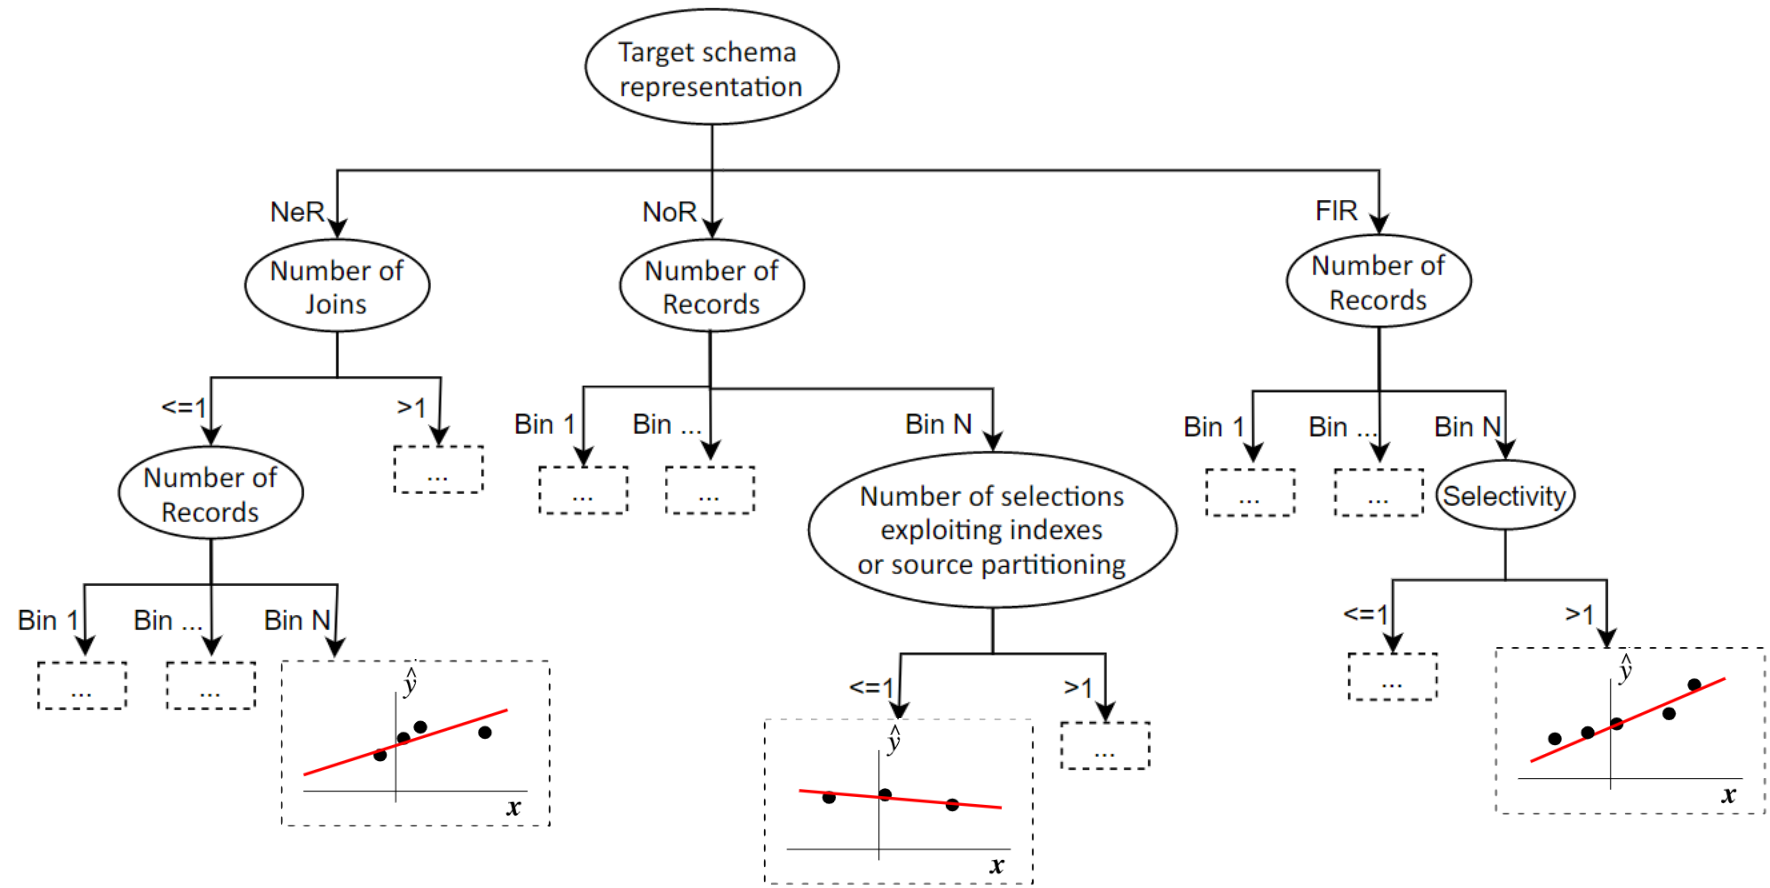 Target schema
representation
NeR
NoR
FIR
Number of
Joins
Number of
Records
Number of
Records
<=1
>1
Bin 1
Bin ...
Bin N
Bin 1
Bin ...
Bin N
...
Number of
Records
...
...
Number of selections
exploiting indexes
or source partitioning
...
...
Selectivity
Bin 1
Bin ...
Bin N
<=1
>1
<=1
>1
...
...
ŷ
x
ŷ
x
...
...
ŷ
x